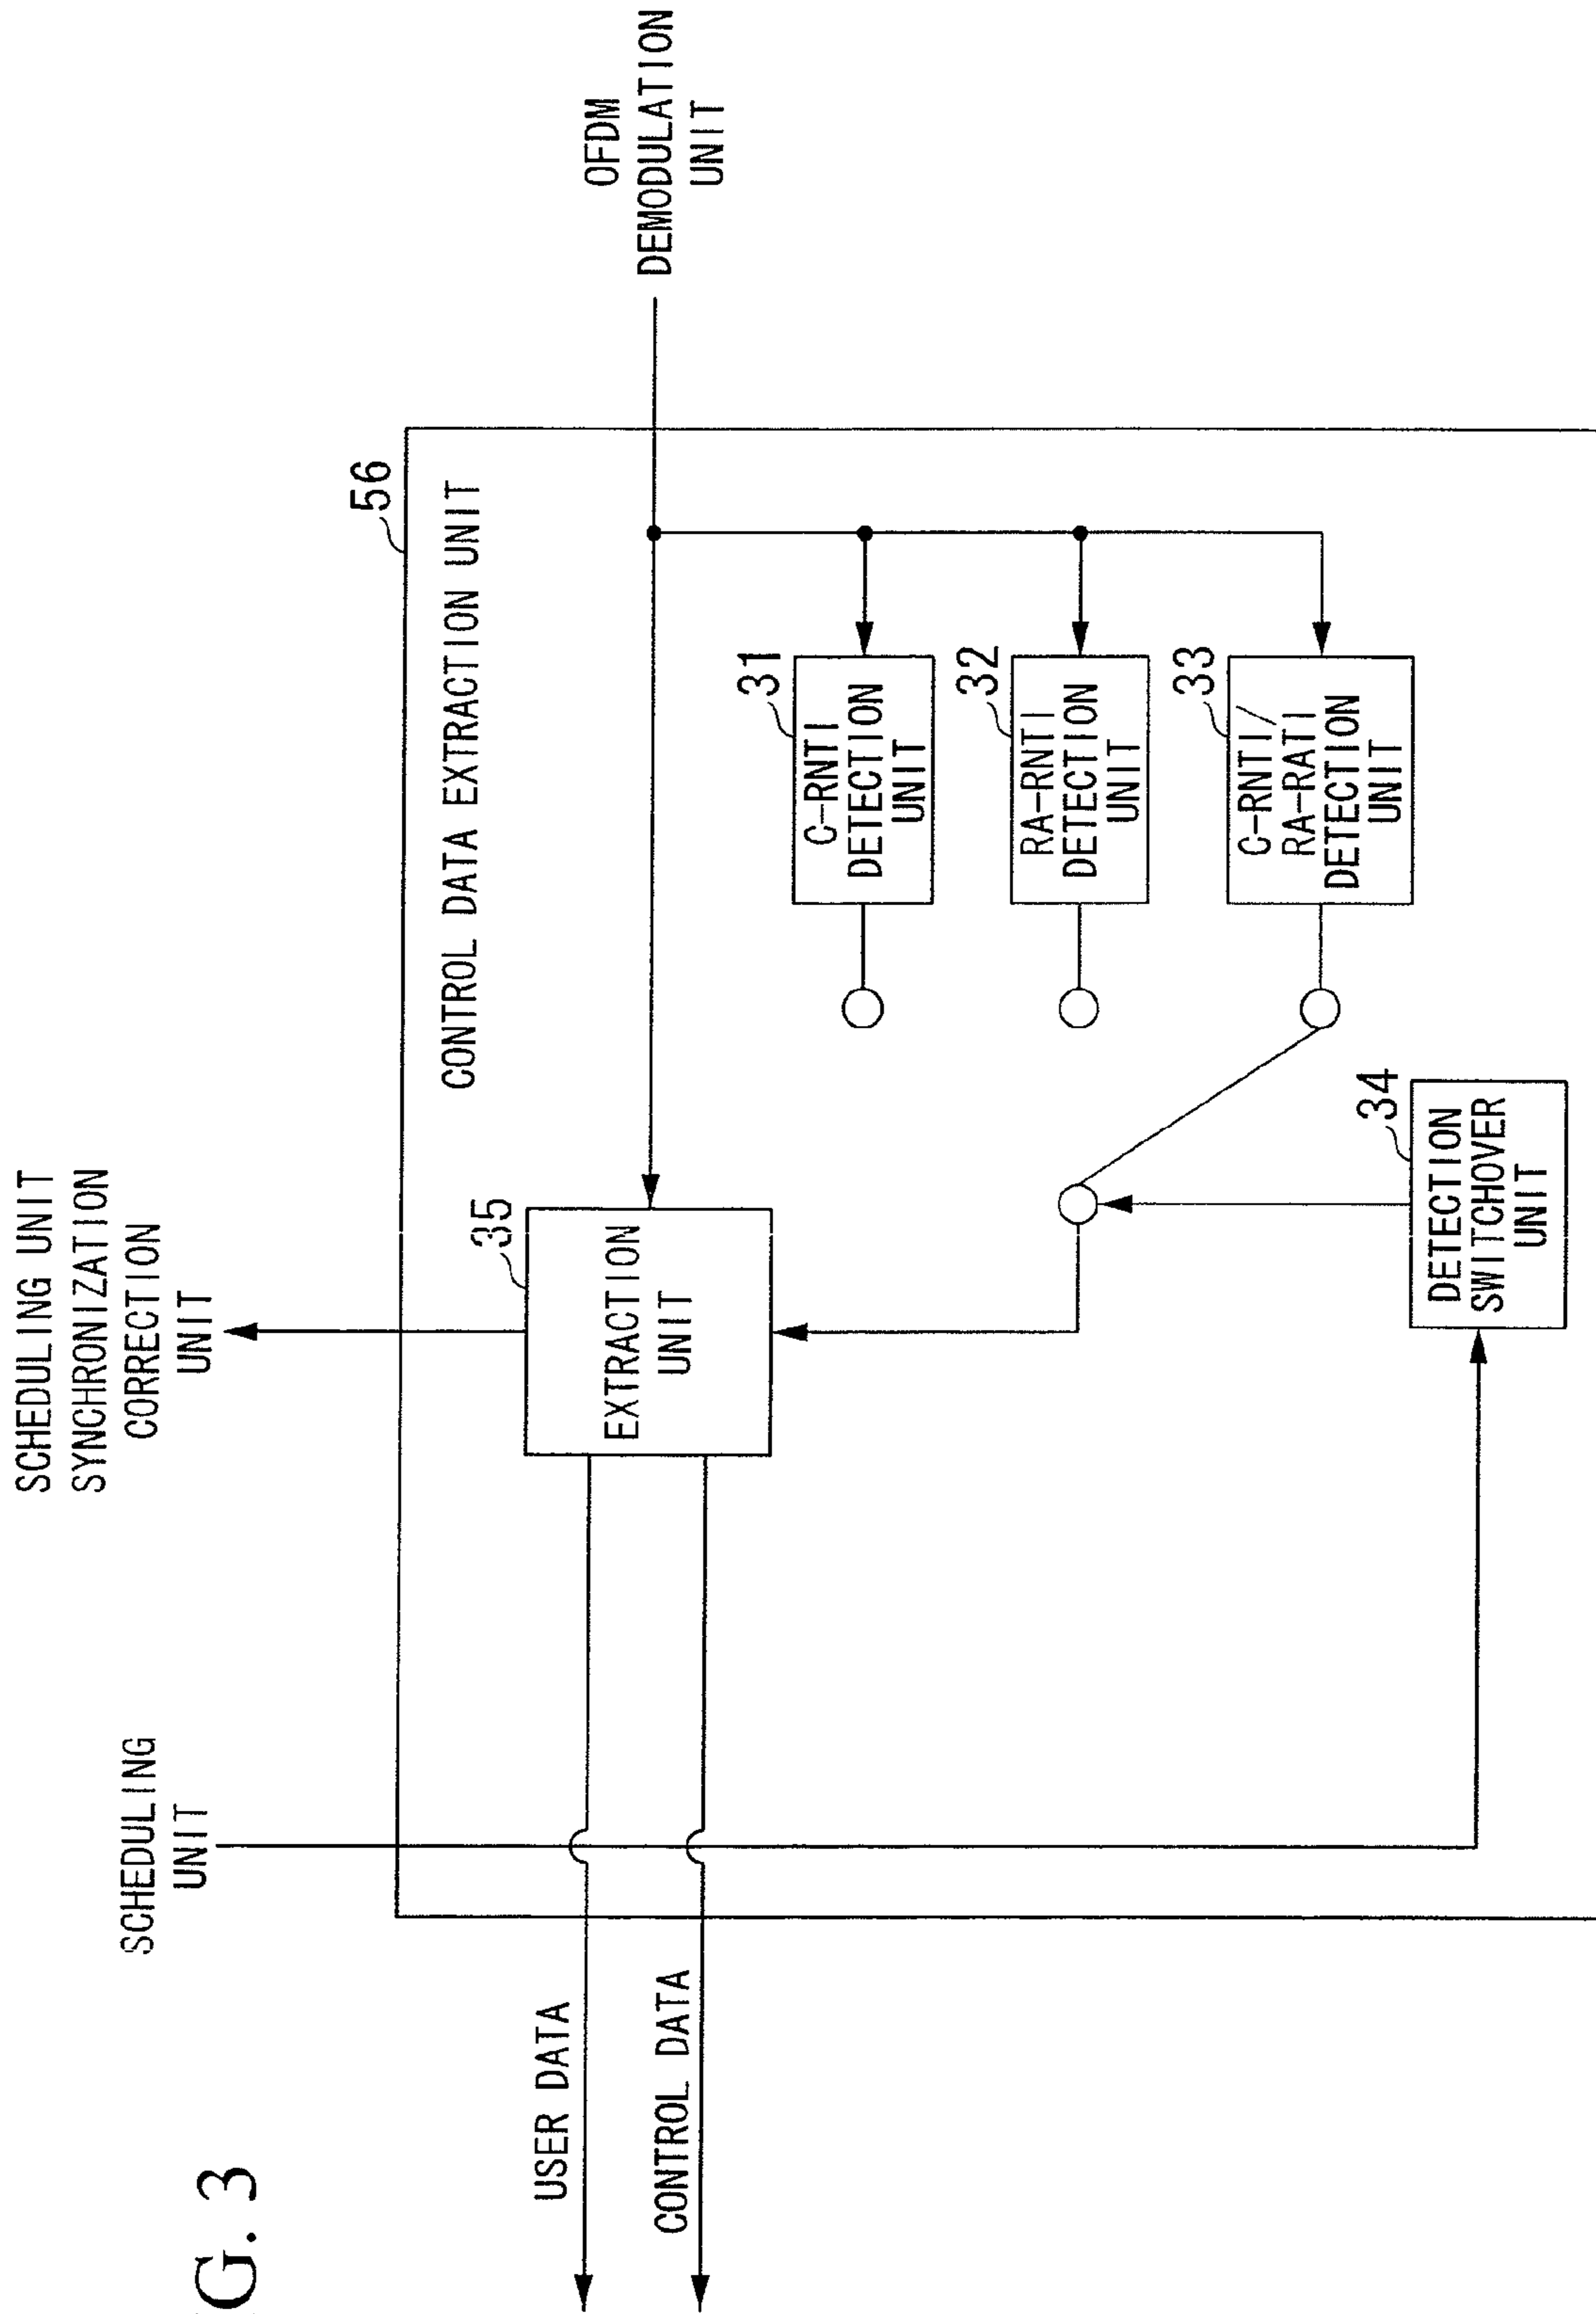 G. 3
SCHEDULING
UNIT
SCHEDULING UNIT
SYNCHRONIZATION
CORRECTION
UNIT
56
CONTROL DATA EXTRACTION UNIT
USER DATA
CONTROL DATA
35
EXTRACTION
UNIT
OFDM
DEMODULATION
UNIT
31
C-RNTI
DETECTION
UNIT
32
RA-RNTI
DETECTION
UNIT
33
C-RNTI/
RA-RATI
DETECTION
UNIT
34
DETECTION
SWITCHOVER
UNIT